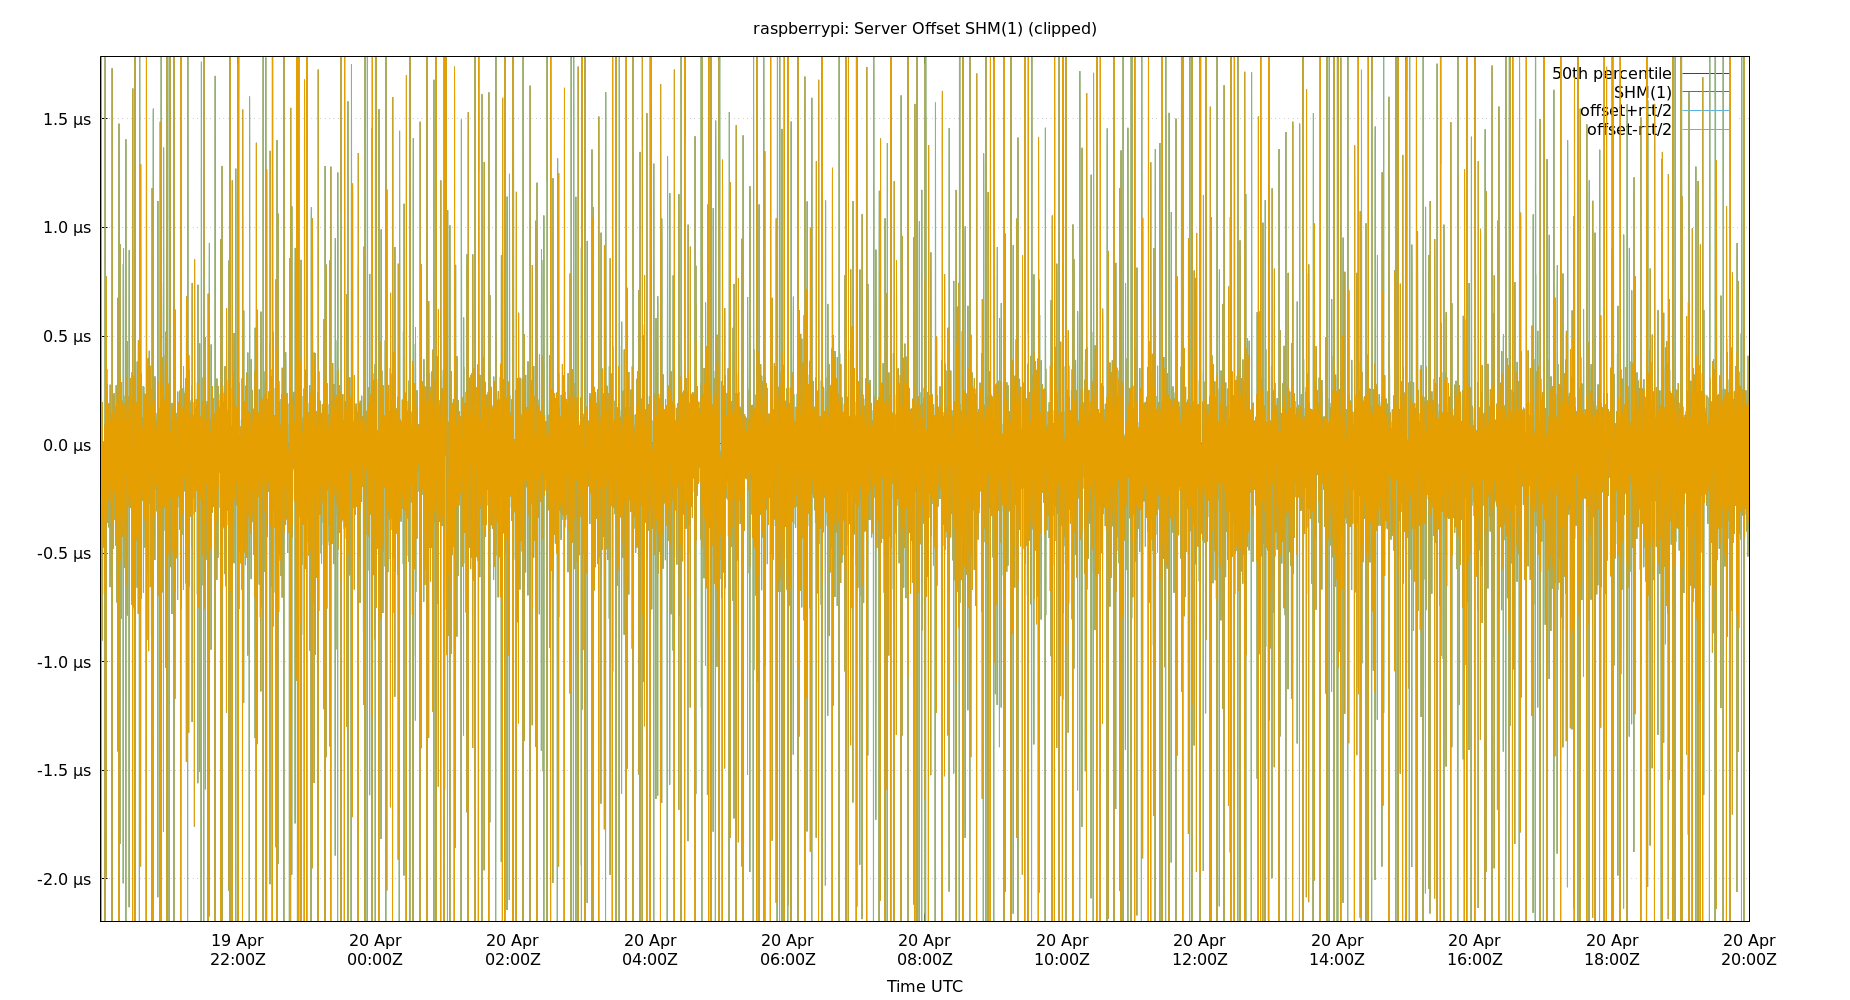 raspberrypi: Server Offset SHM(1) (clipped)
50th percentile
SHM(1)
offset+rtt/2
offset-rtt/2
1.5 µs
1.0 µs
0.5 µs
0.0 µs
-0.5 µs
-1.0 µs
-1.5 µs
-2.0 µs
19 Apr 20 Apr 20 Apr 20 Apr 20 Apr 20 Apr 20 Apr 20 Apr 20 Apr 20 Apr 20 Apr 20 Apr
22:00Z 00:00Z 02:00Z 04:00Z 06:00Z 08:00Z 10:00Z 12:00Z 14:00Z 16:00Z 18:00Z 20:00Z
Time UTC